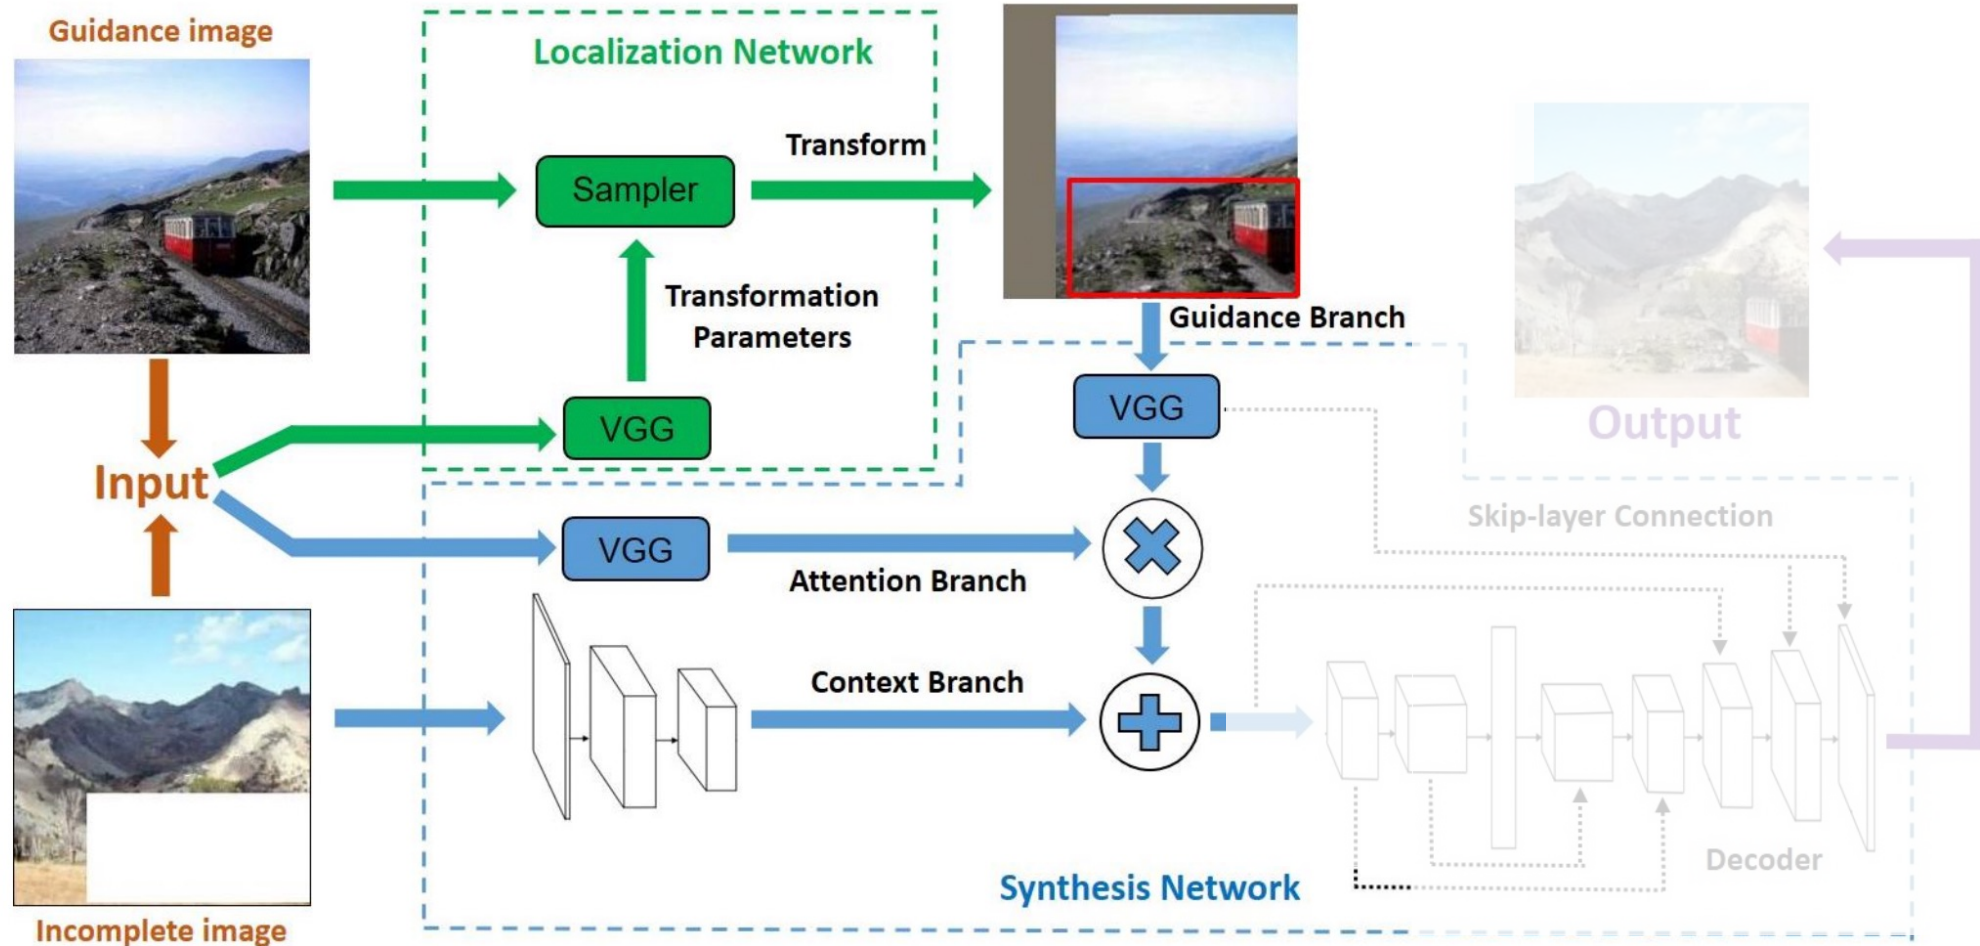 Guidance image
Localization Network
Transform
Sampler
Transformation
Parameters
Guidance Branch
VGG
VGG
Output
Input
Skip-layer Connection
VGG
Attention Branch
Context Branch
Decoder
Synthesis Network
Incomplete image